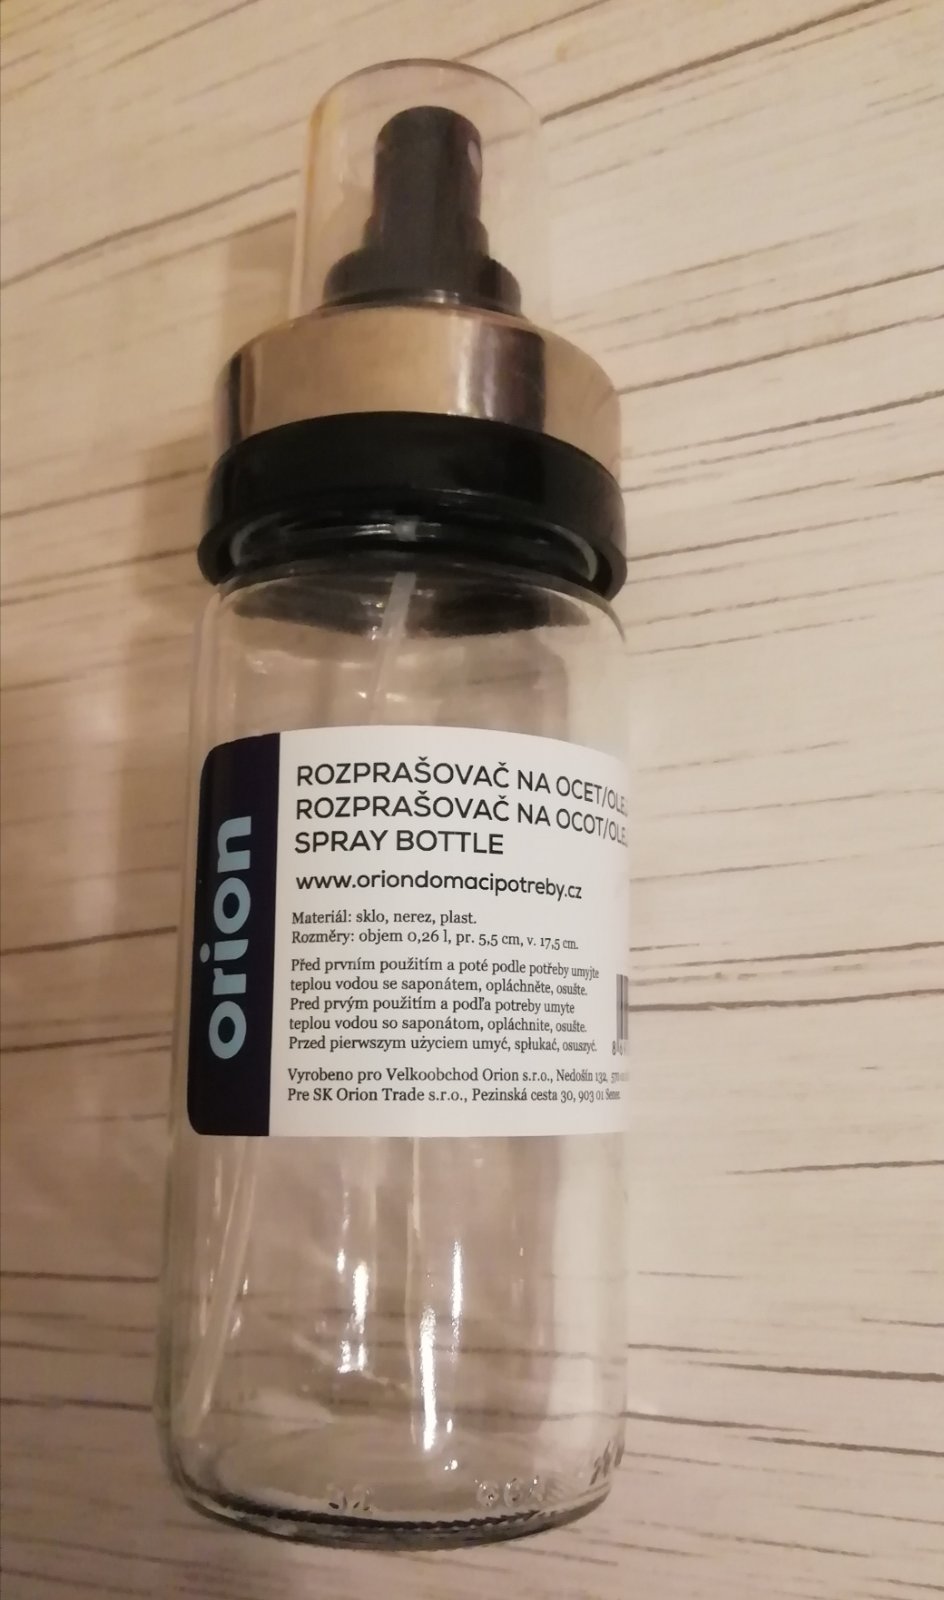 orion
ROZPRAŠOVAČ NA OCET/OLEJ
ROZPRAŠOVAČ NA OCOT/OLEJ
SPRAY BOTTLE
www.oriondomacipotreby.cz
Materiál: sklo, nerez, plast.
Rozměry: objem 0,26 l, pr. 5,5 cm, v. 17,5 cm.
Před prvním použitím a poté podle potřeby umyjte
teplou vodou se saponátem, opláchněte, osušte.
Pred prvým použitím a podľa potreby umyte
teplou vodou so saponátom, opláchnite, osušte.
Przed pierwszym użyciem umyć, spłukać, osuszyć.
Vyrobeno pro Velkoobchod Orion s.r.o., Nedošín 132,
Pre SK Orion Trade s.r.o., Pezinská cesta 30, 903 01 Senec